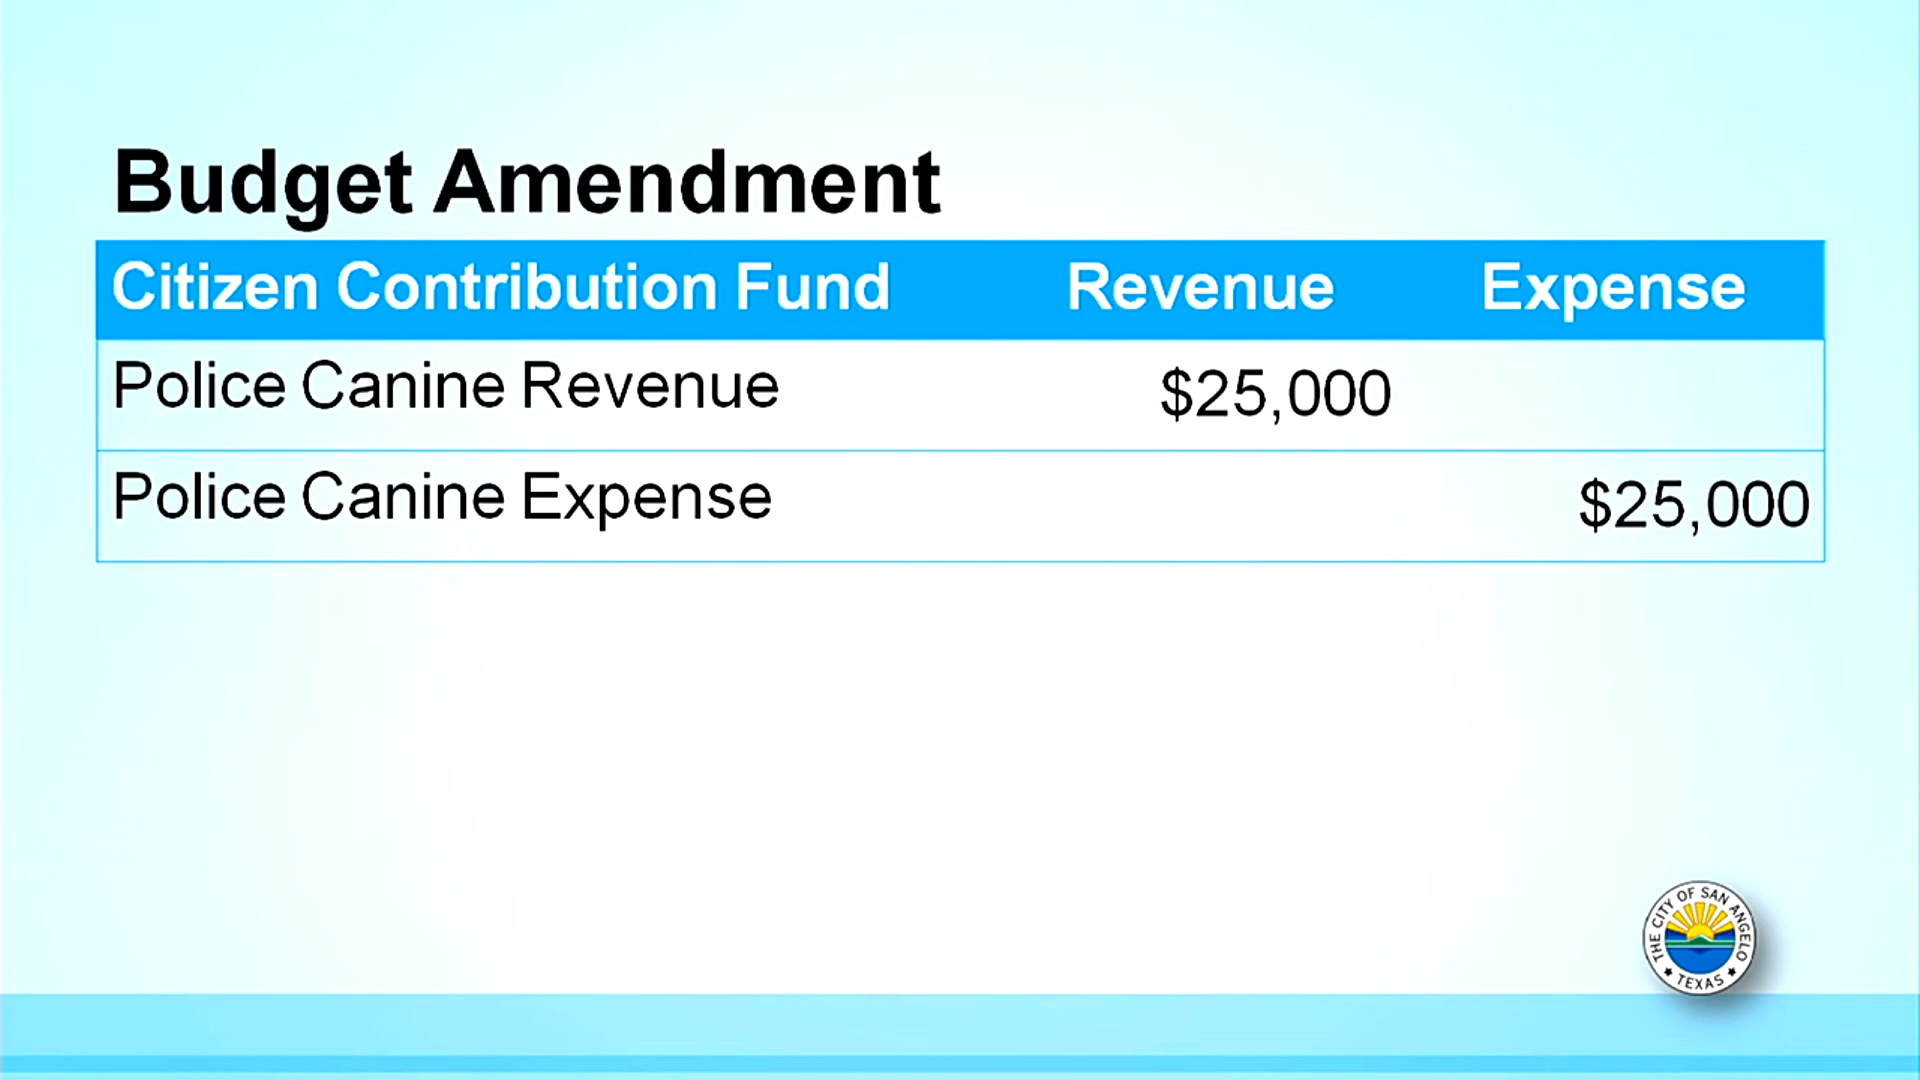 Budget Amendment
Citizen Contribution Fund Revenue Expense
Police Canine Revenue $25,000
Police Canine Expense $25,000
THE CITY OF SAN ANGELO
TEXAS